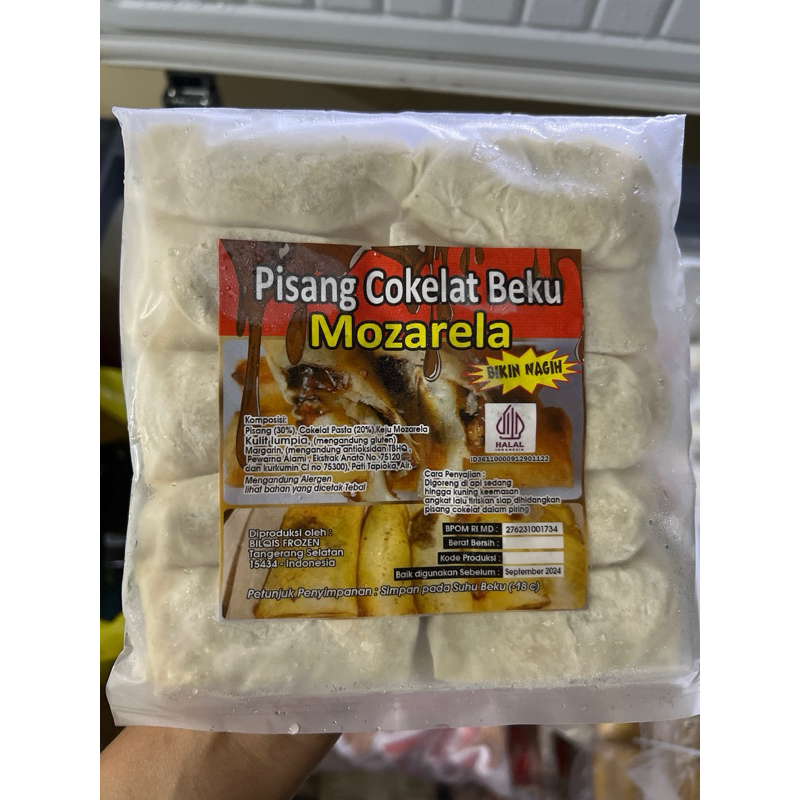 Pisang Cokelat Beku
Mozarela
BIKIN NAGIH
Komposisi:
Pisang (30%), Cokelat Pasta (20%),Keju Mozarela
Kulit lumpia, (mengandung gluten)
Margarin, (mengandung antioksidan TBHQ ,
Pewarna Alami , Ekstrak Anato No. 75120
dan kurkumin CI no 75300), Pati Tapioka, Air.
Mengandung Alergen
lihat bahan yang dicetak Tebal
HALAL
INDONESIA
ID36110000912901122
Cara Penyajian :
Digoreng di api sedang
hingga kuning keemasan
angkat lalu tiriskan siap dihidangkan
pisang cokelat dalam piring
Diproduksi oleh :
BILQIS FROZEN
Tangerang Selatan
15434 - Indonesia
BPOM RI MD : 276231001734
Berat Bersih :
Kode Produksi :
Baik digunakan Sebelum : September 2024
Petunjuk Penyimpanan : Simpan pada Suhu Beku (-18 c)